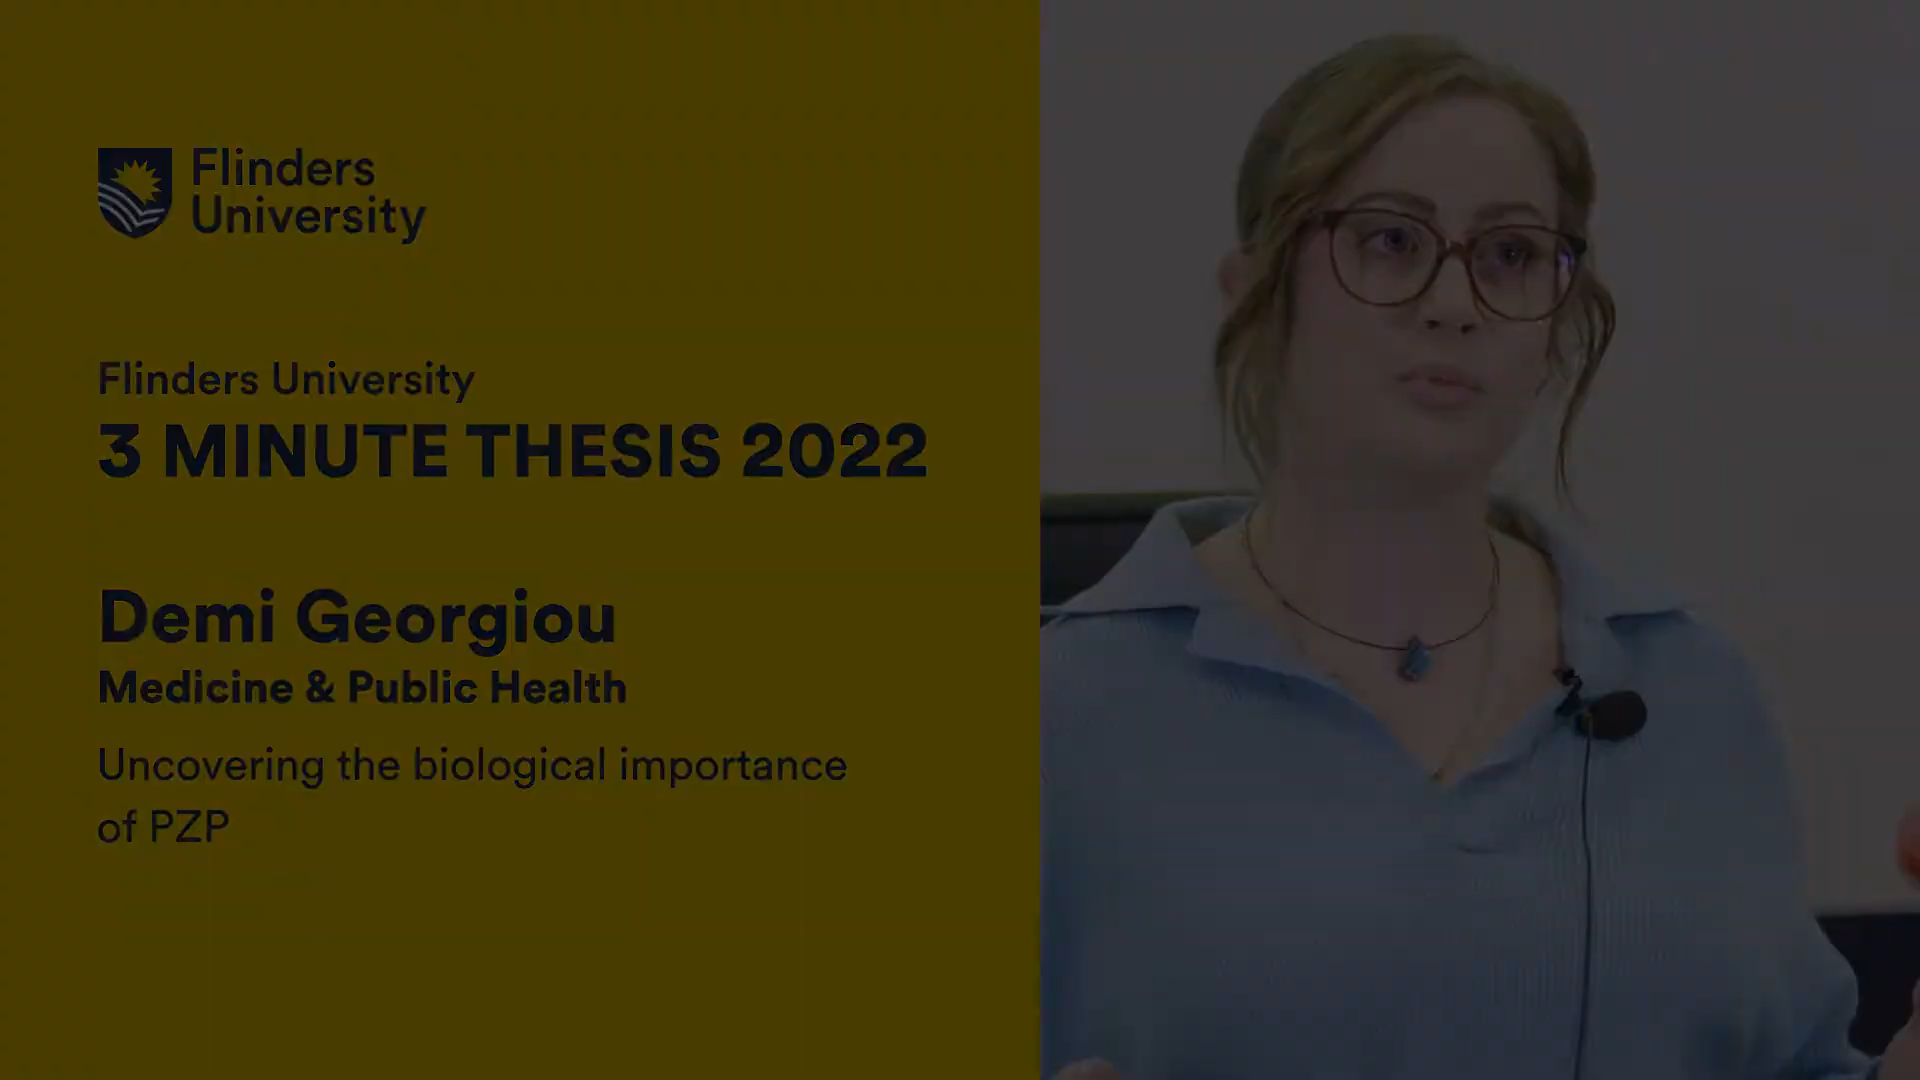 Flinders
University
Flinders University
3 MINUTE THESIS 2022
Demi Georgiou
Medicine & Public Health
Uncovering the biological importance
of PZP